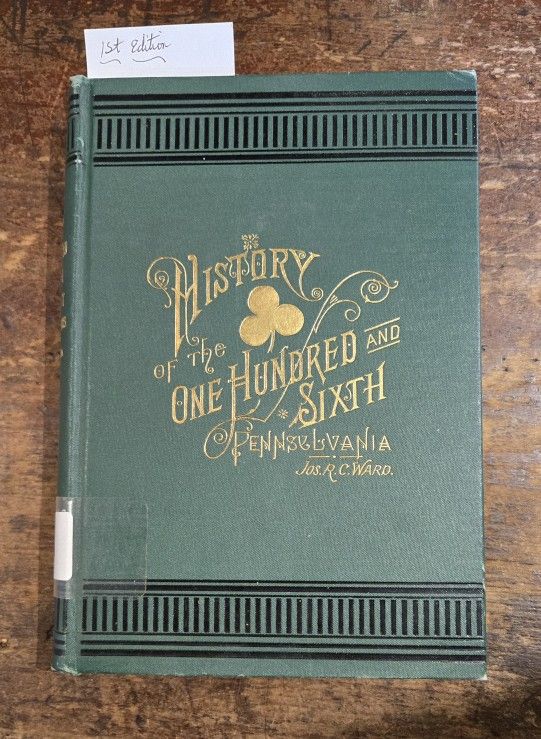 1st Edition
HISTORY
OF THE
ONE HUNDRED AND
SIXTH
PENNSYLVANIA
JOS. R. C. WARD.